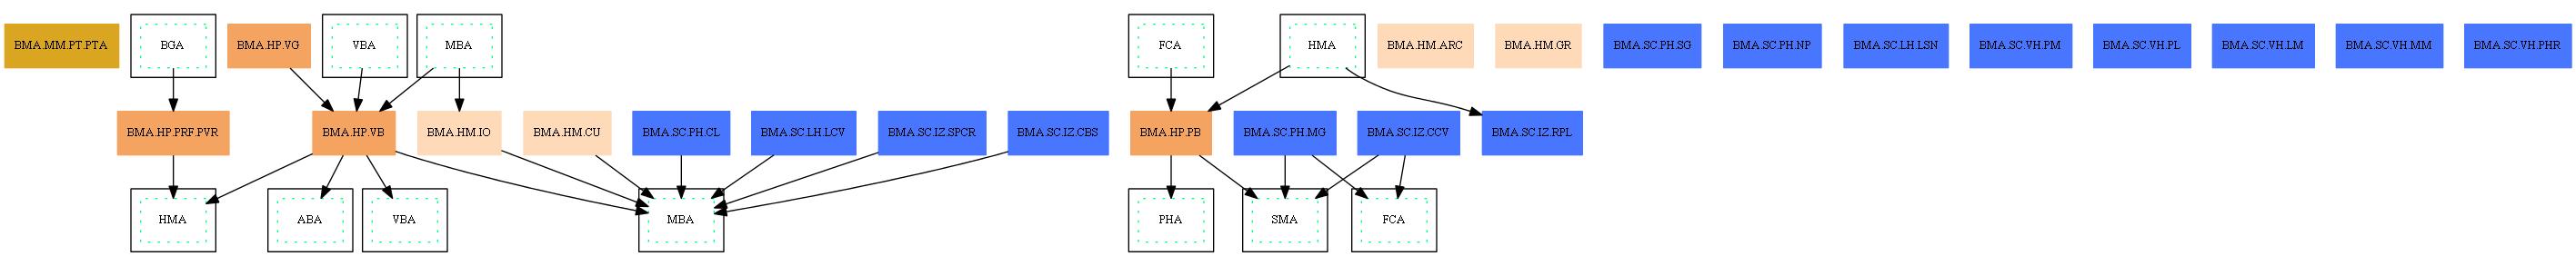 BMA.MM.PT.PTA
BGA
BMA.HP.VG
VBA
MBA
FCA
HMA
BMA.HM.ARC
BMA.HM.GR
BMA.SC.PH.SG
BMA.SC.PH.NP
BMA.SC.LH.LSN
BMA.SC.VH.PM
BMA.SC.VH.PL
BMA.SC.VH.LM
BMA.SC.VH.MM
BMA.SC.VH.PHR
BMA.HP.PRF.PVR
BMA.HP.VB
BMA.HM.IO
BMA.HM.CU
BMA.SC.PH.CL
BMA.SC.LH.LCV
BMA.SC.IZ.SPCR
BMA.SC.IZ.CBS
BMA.HP.PB
BMA.SC.PH.MG
BMA.SC.IZ.CCV
BMA.SC.IZ.RPL
HMA
ABA
VBA
MBA
PHA
SMA
FCA